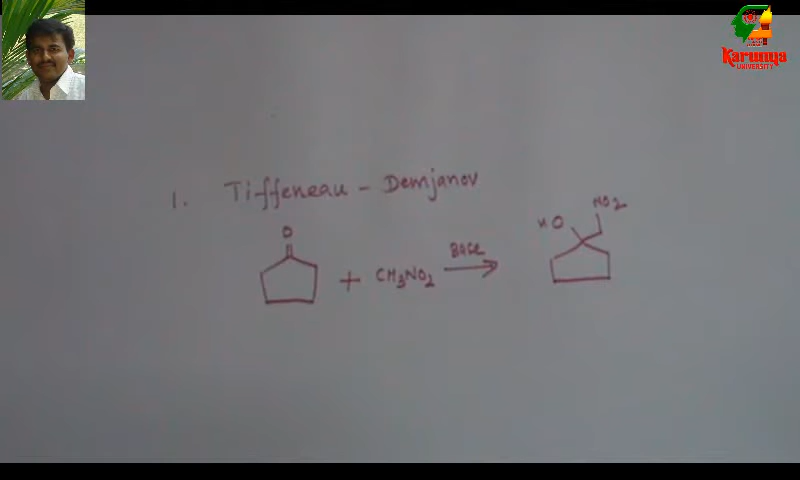 Karunya
UNIVERSITY
1. Tiffeneau - Demjanov
O
+ CH3NO2
BASE
HO
NO2